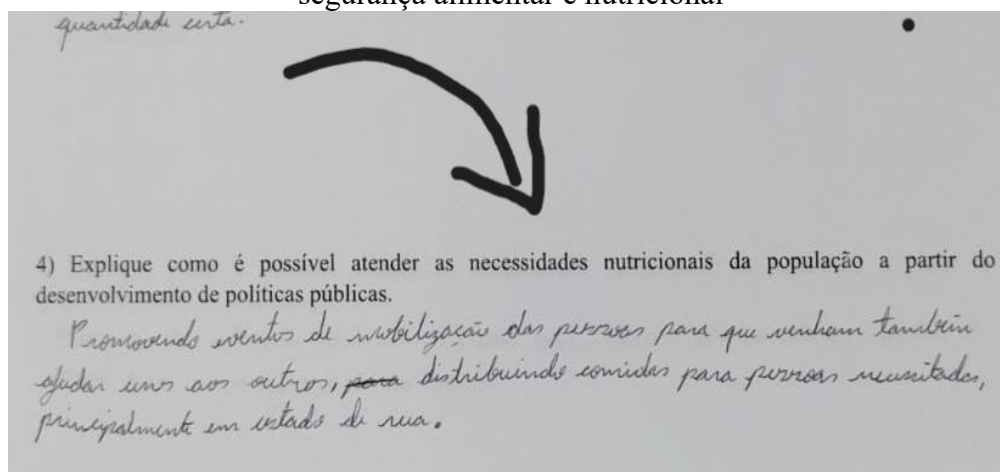 segurança alimentar e nutricional
quantidade certa.
4) Explique como é possível atender as necessidades nutricionais da população a partir do
desenvolvimento de políticas públicas.
Promovendo eventos de mobilização das pessoas para que venham também
ajudar uns aos outros, para distribuindo comidas para pessoas necessitadas,
principalmente em estado de rua.